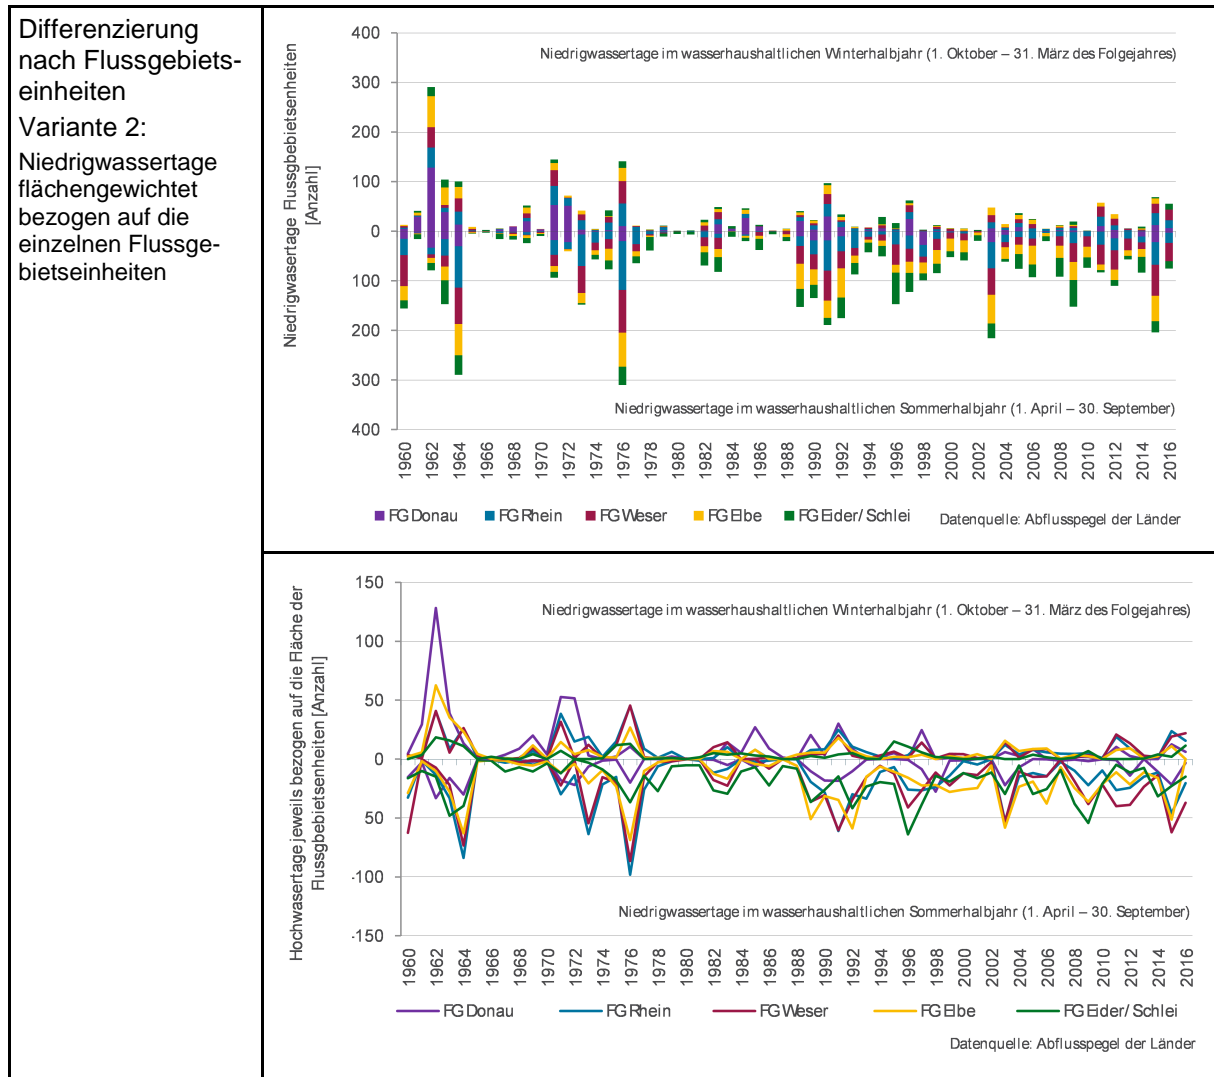 Differenzierung
nach Flussgebiets-
einheiten
Variante 2:
Niedrigwassertage
flächengewichtet
bezogen auf die
einzelnen Flussge-
bietseinheiten
Niedrigwasertage Flussgbebietsenheiten
[Anzahl]
400
300
200
100
0
100
200
300
400
Niedrigwassertage im wasserhaushaltlichen Winterhalbjahr (1. Oktober – 31. März des Folgejahres)
Niedrigwassertage im wasserhaushaltlichen Sommerhalbjahr (1. April – 30. September)
1960 1962 1964 1966 1968 1970 1972 1974 1976 1978 1980 1982 1984 1986 1988 1990 1992 1994 1996 1998 2000 2002 2004 2006 2008 2010 2012 2014 2016
FG Donau FG Rhein FG Weser FG Elbe FG Eider/ Schlei
Datenquelle: Abflusspegel der Länder
Hochwasertage jeweils bezogen auf die Fläche der
Flussgbebietsenheiten [Anzahl]
150
100
50
0
50
-100
-150
Niedrigwassertage im wasserhaushaltlichen Winterhalbjahr (1. Oktober – 31. März des Folgejahres)
Niedrigwassertage im wasserhaushaltlichen Sommerhalbjahr (1. April – 30. September)
1960 1962 1964 1966 1968 1970 1972 1974 1976 1978 1980 1982 1984 1986 1988 1990 1992 1994 1996 1998 2000 2002 2004 2006 2008 2010 2012 2014 2016
FG Donau FG Rhein FG Weser FG Elbe FG Eider/ Schlei
Datenquelle: Abflusspegel der Länder